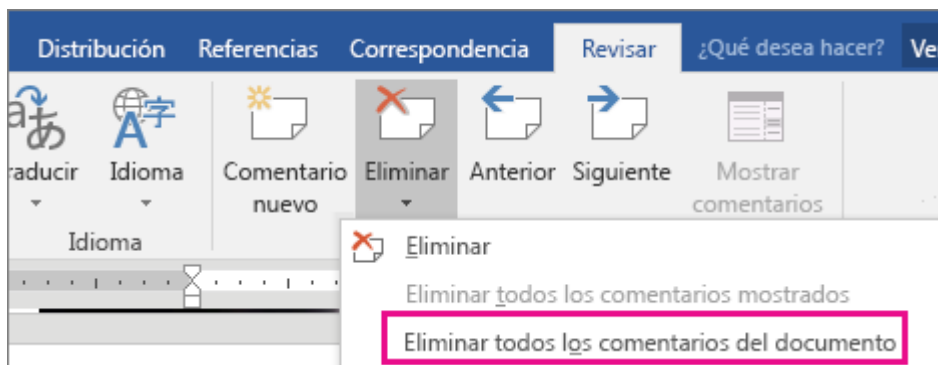 Distribución Referencias Correspondencia Revisar ¿Qué desea hacer? Ve
raducir Idioma Comentario nuevo Eliminar Anterior Siguiente Mostrar comentarios
Idioma
Eliminar
Eliminar todos los comentarios mostrados
Eliminar todos los comentarios del documento